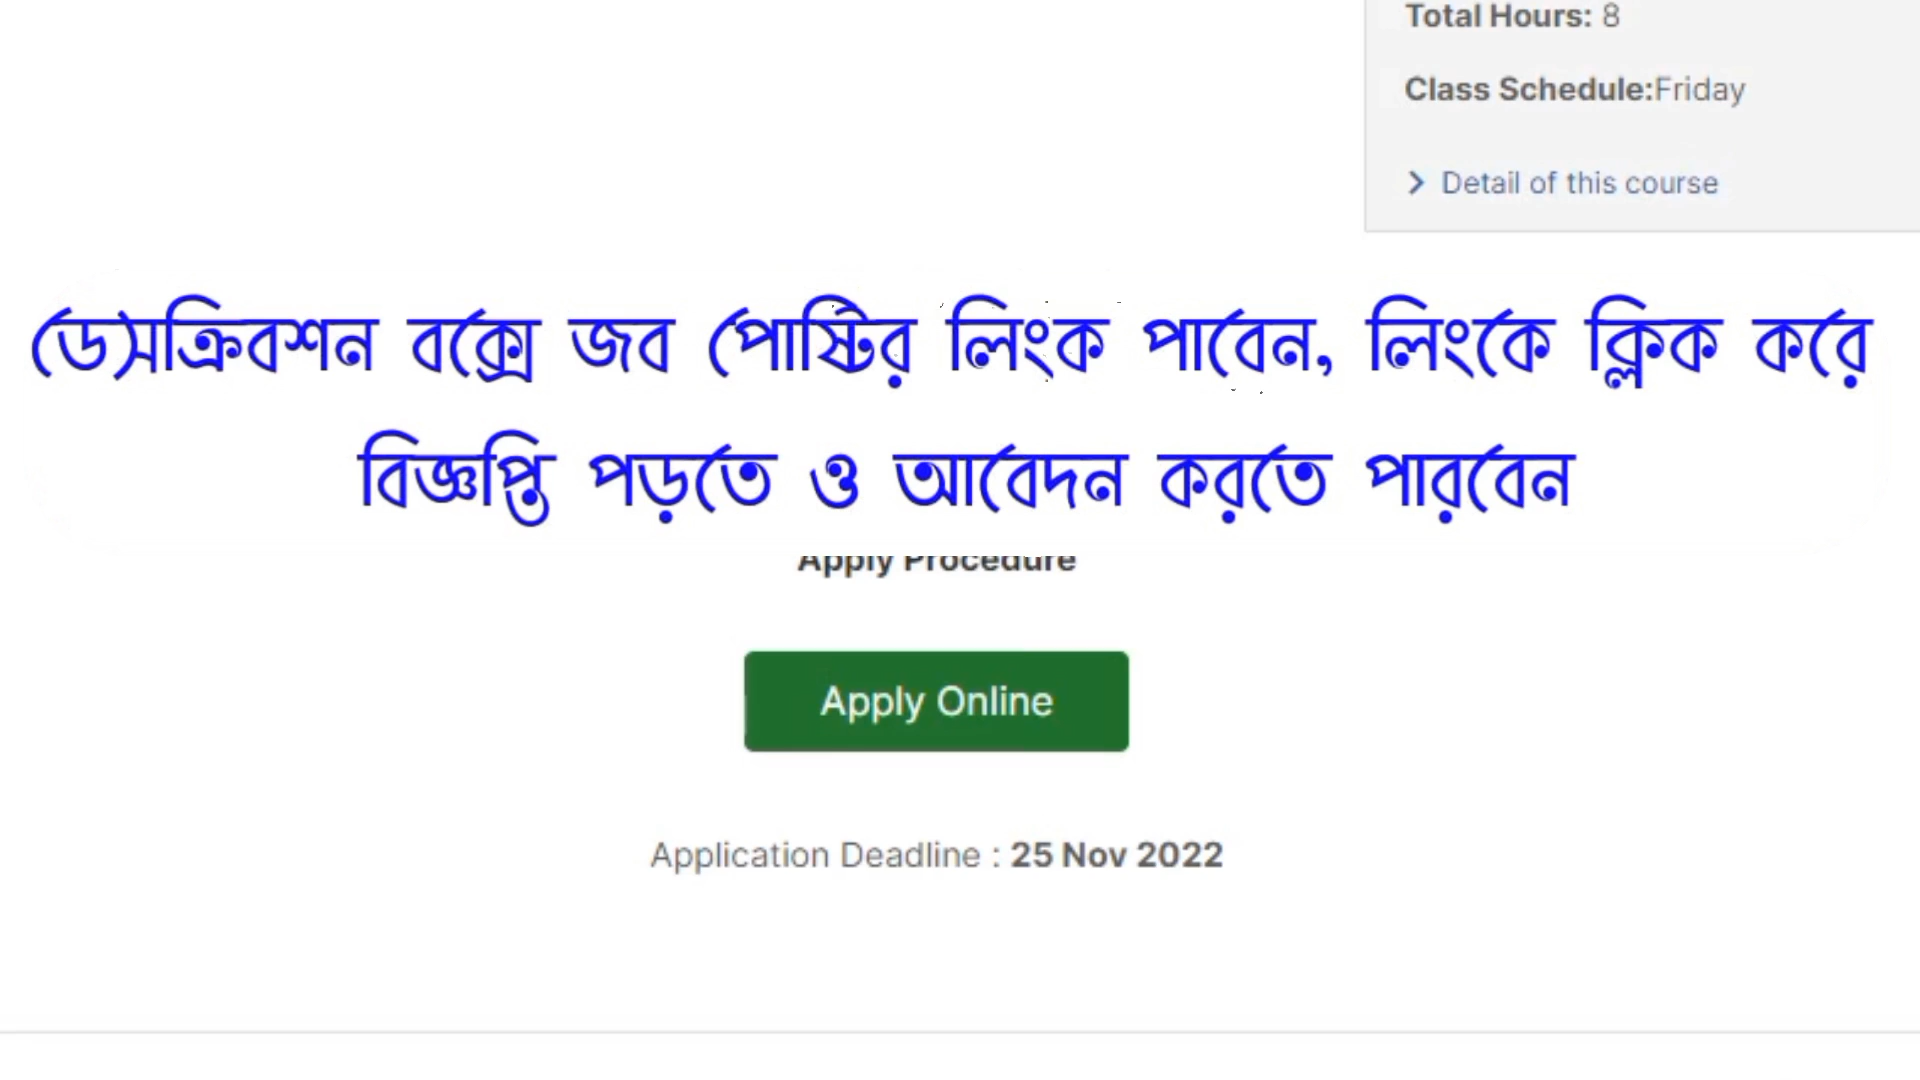 Total Hours: 8
Class Schedule:Friday
Detail of this course
ডেসক্রিবশন বক্সে জব পোষ্টির লিংক পাবেন, লিংকে ক্লিক করে
বিজ্ঞপ্তি পড়তে ও আবেদন করতে পারবেন
Apply Procedure
Apply Online
Application Deadline : 25 Nov 2022